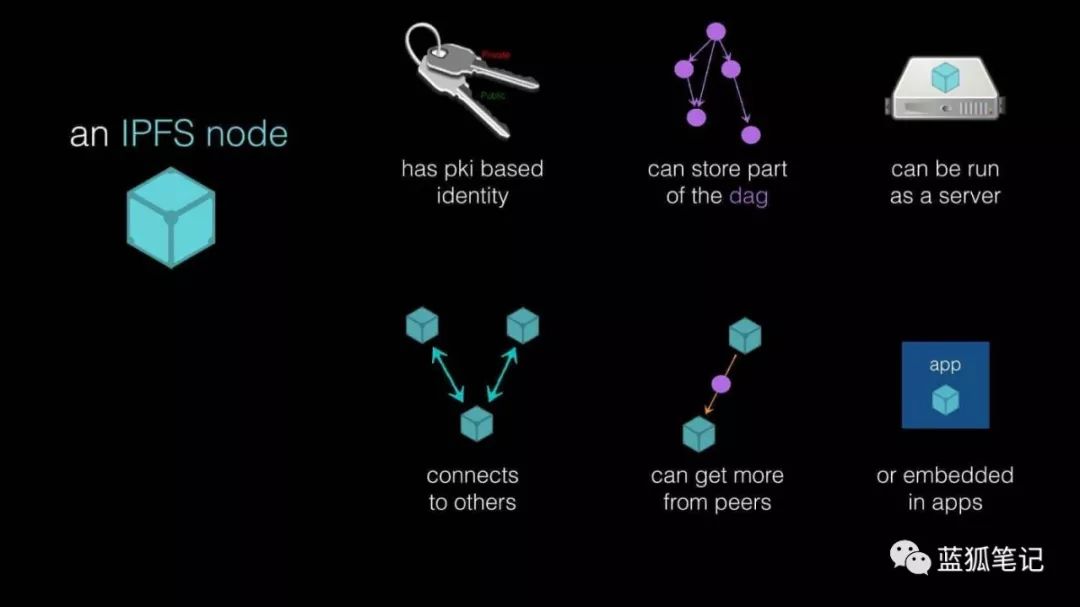 an IPFS node
Private
Public
has pki based
identity
can store part
of the dag
can be run
as a server
connects
to others
can get more
from peers
app
or embedded
in apps
蓝狐笔记